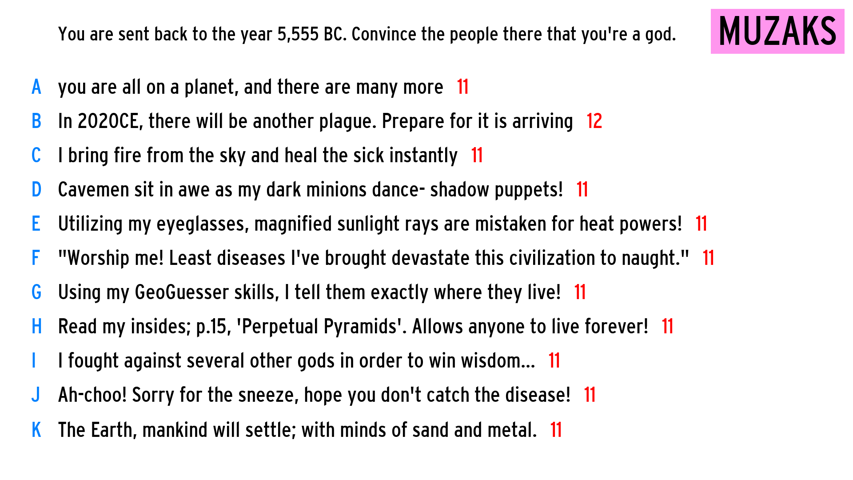 You are sent back to the year 5,555 BC. Convince the people there that you're a god.
MUZAKS
A you are all on a planet, and there are many more 11
B In 2020CE, there will be another plague. Prepare for it is arriving 12
C I bring fire from the sky and heal the sick instantly 11
D Cavemen sit in awe as my dark minions dance- shadow puppets! 11
E Utilizing my eyeglasses, magnified sunlight rays are mistaken for heat powers! 11
F "Worship me! Least diseases I've brought devastate this civilization to naught." 11
G Using my GeoGuesser skills, I tell them exactly where they live! 11
H Read my insides; p.15, 'Perpetual Pyramids'. Allows anyone to live forever! 11
I I fought against several other gods in order to win wisdom... 11
J Ah-choo! Sorry for the sneeze, hope you don't catch the disease! 11
K The Earth, mankind will settle; with minds of sand and metal. 11